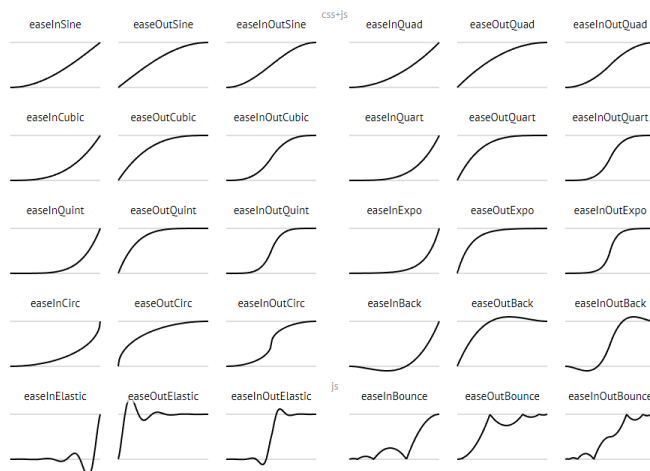 css+js
easeInSine easeOutSine easeInOutSine easeInQuad easeOutQuad easeInOutQuad
easeInCubic easeOutCubic easeInOutCubic easeInQuart easeOutQuart easeInOutQuart
easeInQuint easeOutQuint easeInOutQuint easeInExpo easeOutExpo easeInOutExpo
easeInCirc easeOutCirc easeInOutCirc easeInBack easeOutBack easeInOutBack
js
easeInElastic easeOutElastic easeInOutElastic easeInBounce easeOutBounce easeInOutBounce